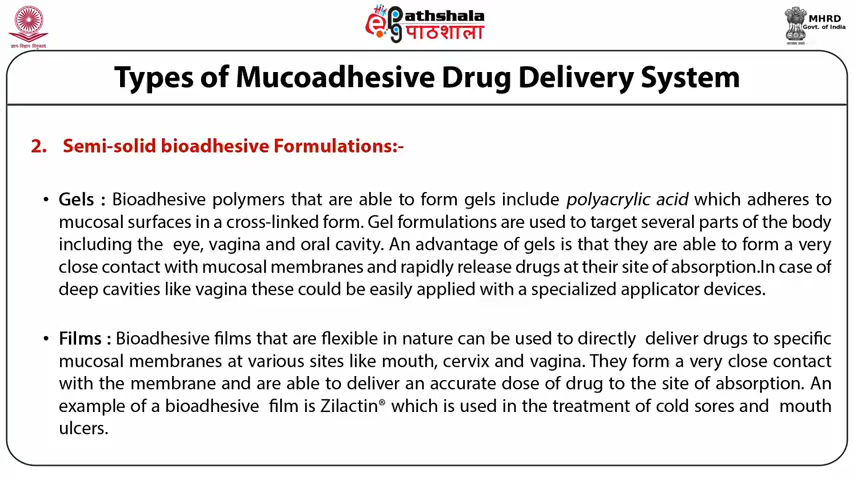 ePathshala
पाठशाला
MHRD
Govt. of India
Types of Mucoadhesive Drug Delivery System
2. Semi-solid bioadhesive Formulations:-
• Gels : Bioadhesive polymers that are able to form gels include polyacrylic acid which adheres to
mucosal surfaces in a cross-linked form. Gel formulations are used to target several parts of the body
including the eye, vagina and oral cavity. An advantage of gels is that they are able to form a very
close contact with mucosal membranes and rapidly release drugs at their site of absorption.In case of
deep cavities like vagina these could be easily applied with a specialized applicator devices.
• Films : Bioadhesive films that are flexible in nature can be used to directly deliver drugs to specific
mucosal membranes at various sites like mouth, cervix and vagina. They form a very close contact
with the membrane and are able to deliver an accurate dose of drug to the site of absorption. An
example of a bioadhesive film is Zilactin® which is used in the treatment of cold sores and mouth
ulcers.